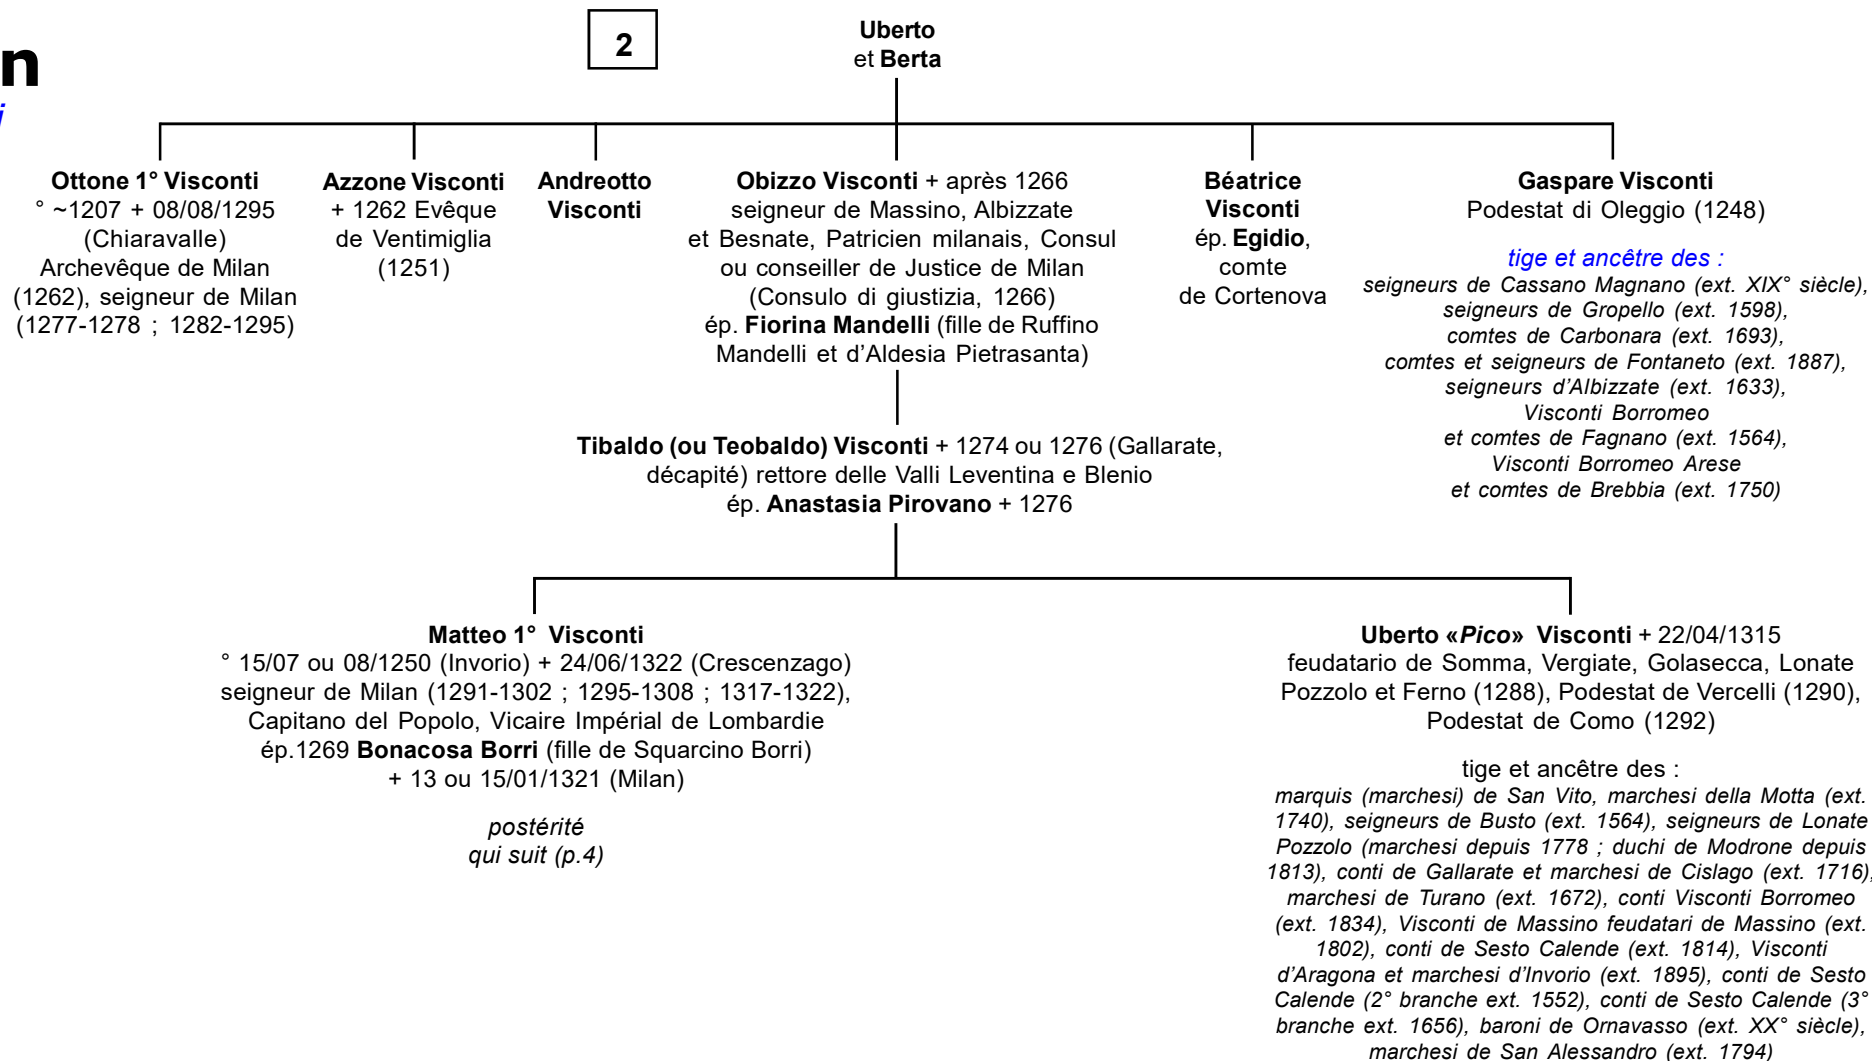 n
i
2
Uberto
et Berta
Ottone 1° Visconti
° ~1207 + 08/08/1295
(Chiaravalle)
Archevêque de Milan
(1262), seigneur de Milan
(1277-1278 ; 1282-1295)
Azzone Visconti
+ 1262 Evêque
de Ventimiglia
(1251)
Andreotto
Visconti
Obizzo Visconti + après 1266
seigneur de Massino, Albizzate
et Besnate, Patricien milanais, Consul
ou conseiller de Justice de Milan
(Consulo di giustizia, 1266)
ép. Fiorina Mandelli (fille de Ruffino
Mandelli et d’Aldesia Pietrasanta)
Béatrice
Visconti
ép. Egidio,
comte
de Cortenova
Gaspare Visconti
Podestat di Oleggio (1248)
tige et ancêtre des :
seigneurs de Cassano Magnano (ext. XIX° siècle),
seigneurs de Gropello (ext. 1598),
comtes de Carbonara (ext. 1693),
comtes et seigneurs de Fontaneto (ext. 1887),
seigneurs d’Albizzate (ext. 1633),
Visconti Borromeo
et comtes de Fagnano (ext. 1564),
Visconti Borromeo Arese
et comtes de Brebbia (ext. 1750)
Tibaldo (ou Teobaldo) Visconti + 1274 ou 1276 (Gallarate,
décapité) rettore delle Valli Leventina e Blenio
ép. Anastasia Pirovano + 1276
Matteo 1° Visconti
° 15/07 ou 08/1250 (Invorio) + 24/06/1322 (Crescenzago)
seigneur de Milan (1291-1302 ; 1295-1308 ; 1317-1322),
Capitano del Popolo, Vicaire Impérial de Lombardie
ép.1269 Bonacosa Borri (fille de Squarcino Borri)
+ 13 ou 15/01/1321 (Milan)
postérité
qui suit (p.4)
Uberto «Pico» Visconti + 22/04/1315
feudatario de Somma, Vergiate, Golasecca, Lonate
Pozzolo et Ferno (1288), Podestat de Vercelli (1290),
Podestat de Como (1292)
tige et ancêtre des :
marquis (marchesi) de San Vito, marchesi della Motta (ext.
1740), seigneurs de Busto (ext. 1564), seigneurs de Lonate
Pozzolo (marchesi depuis 1778 ; duchi de Modrone depuis
1813), conti de Gallarate et marchesi de Cislago (ext. 1716),
marchesi de Turano (ext. 1672), conti Visconti Borromeo
(ext. 1834), Visconti de Massino feudatari de Massino (ext.
1802), conti de Sesto Calende (ext. 1814), Visconti
d’Aragona et marchesi d’Invorio (ext. 1895), conti de Sesto
Calende (2° branche ext. 1552), conti de Sesto Calende (3°
branche ext. 1656), baroni de Ornavasso (ext. XX° siècle),
marchesi de San Alessandro (ext. 1794)